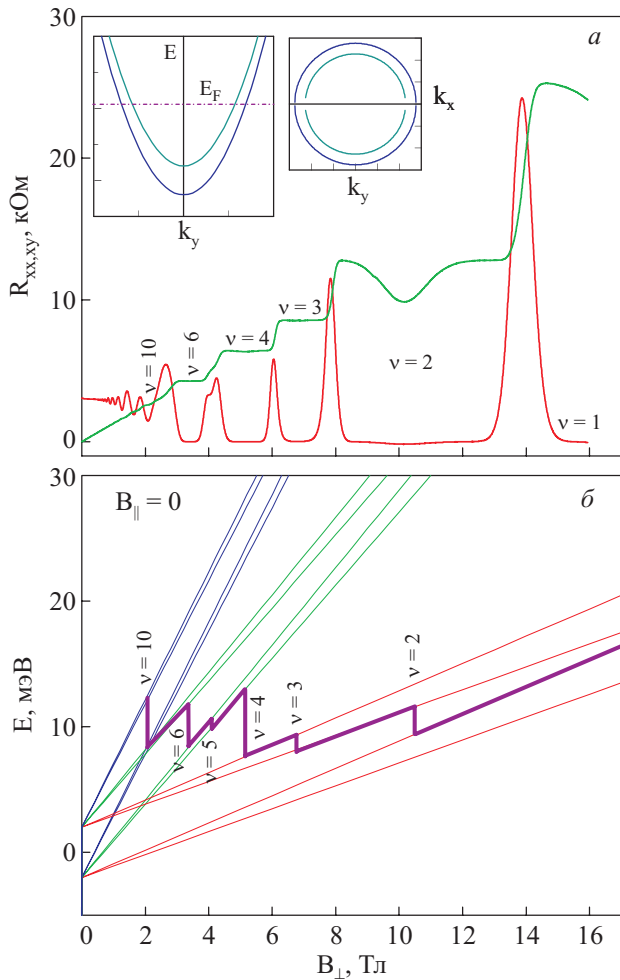 30
а
E
E_F
k_x
k_y
k_y
20
R_xx,xy, кОм
10
ν = 10
ν = 6
ν = 4
ν = 3
ν = 2
ν = 1
0
30
B_|| = 0
б
20
E, мэВ
10
0
ν = 10
ν = 6
ν = 5
ν = 4
ν = 3
ν = 2
0 2 4 6 8 10 12 14 16
B_⊥, Тл